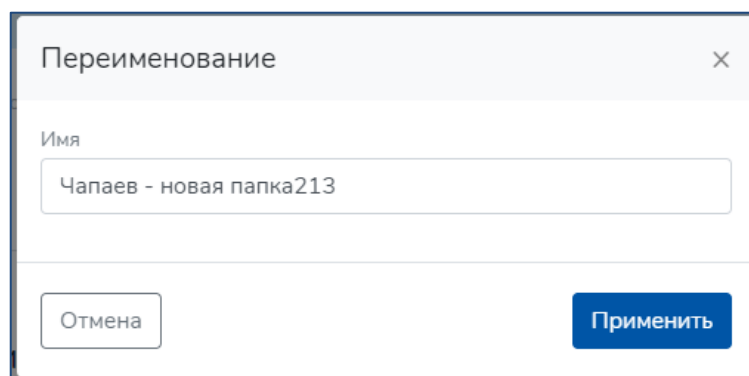 Переименование
Имя
Чапаев - новая папка213
Отмена
Применить